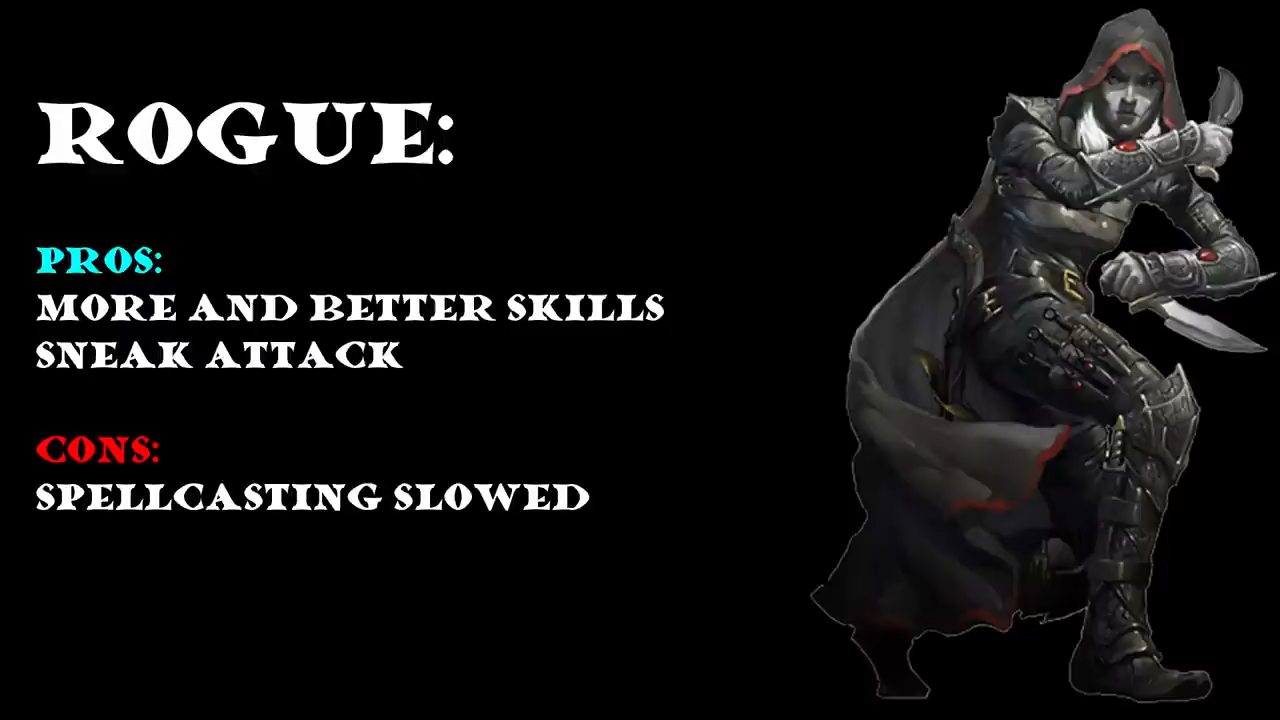 ROGUE:
PROS:
MORE AND BETTER SKILLS
SNEAK ATTACK
CONS:
SPELLCASTING SLOWED